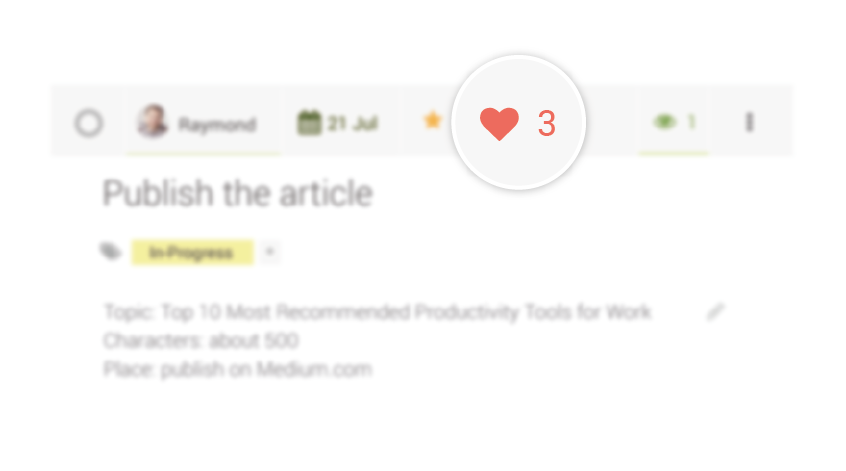 Raymond
21 Jul
3
1
Publish the article
In-Progress
+
Topic: Top 10 Most Recommended Productivity Tools for Work
Characters: about 500
Place: publish on Medium.com